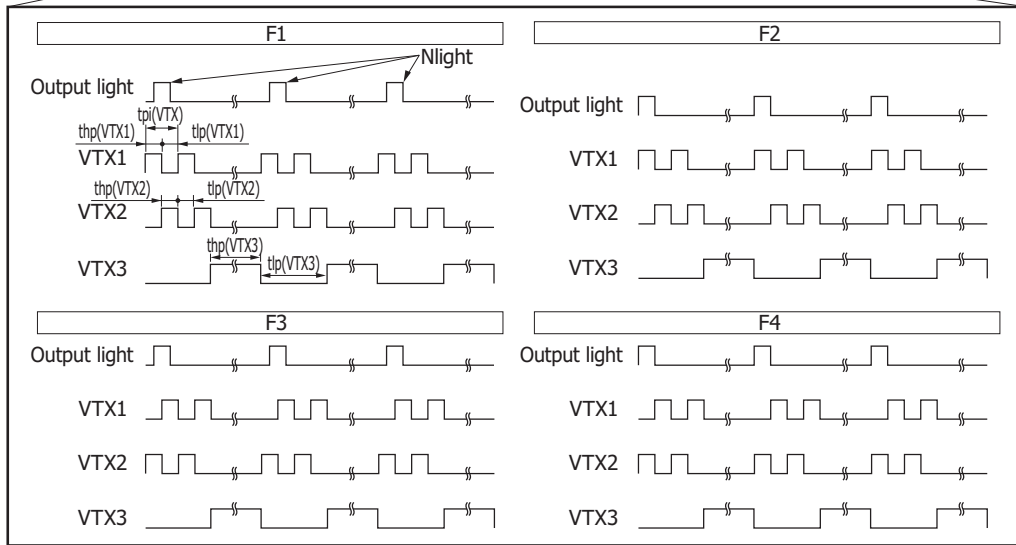 F1
Nlight
Output light
tpi(VTX)
thp(VTX1)
tlp(VTX1)
VTX1
thp(VTX2)
tlp(VTX2)
VTX2
thp(VTX3)
tlp(VTX3)
VTX3
F2
Output light
VTX1
VTX2
VTX3
F3
Output light
VTX1
VTX2
VTX3
F4
Output light
VTX1
VTX2
VTX3